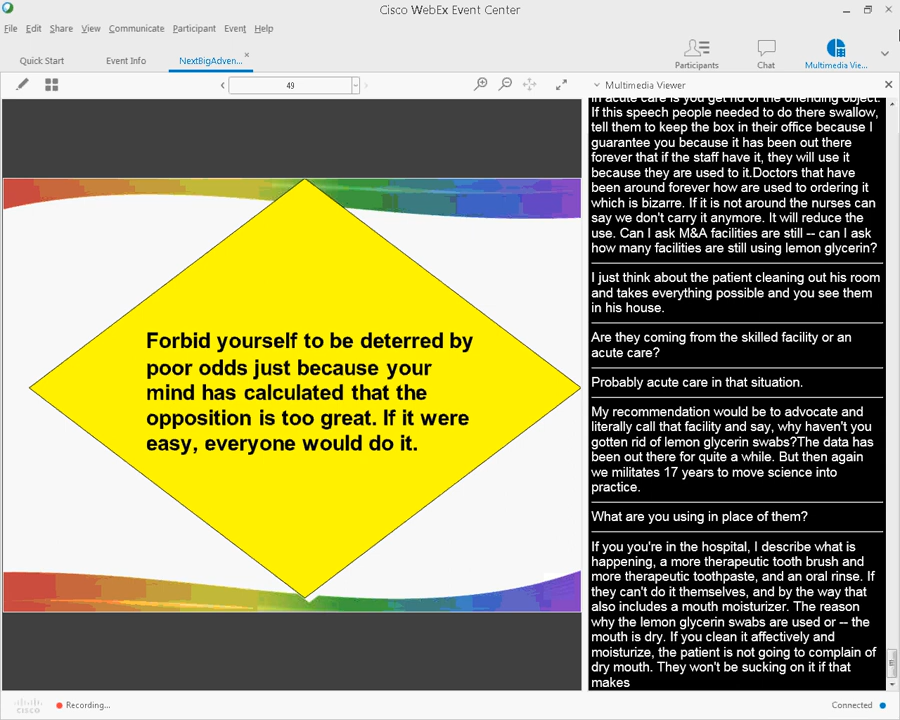 Cisco WebEx Event Center
File Edit Share View Communicate Participant Event Help
Quick Start Event Info NextBigAdven...
Participants Chat Multimedia Vie...
49
Multimedia Viewer
Forbid yourself to be deterred by
poor odds just because your
mind has calculated that the
opposition is too great. If it were
easy, everyone would do it.
in acute care is you get rid of the offending object.
If this speech people needed to do there swallow,
tell them to keep the box in their office because I
guarantee you because it has been out there
forever that if the staff have it, they will use it
because they are used to it.Doctors that have
been around forever how are used to ordering it
which is bizarre. If it is not around the nurses can
say we don't carry it anymore. It will reduce the
use. Can I ask M&A facilities are still -- can I ask
how many facilities are still using lemon glycerin?
I just think about the patient cleaning out his room
and takes everything possible and you see them
in his house.
Are they coming from the skilled facility or an
acute care?
Probably acute care in that situation.
My recommendation would be to advocate and
literally call that facility and say, why haven't you
gotten rid of lemon glycerin swabs?The data has
been out there for quite a while. But then again
we militates 17 years to move science into
practice.
What are you using in place of them?
If you you're in the hospital, I describe what is
happening, a more therapeutic tooth brush and
more therapeutic toothpaste, and an oral rinse. If
they can't do it themselves, and by the way that
also includes a mouth moisturizer. The reason
why the lemon glycerin swabs are used or -- the
mouth is dry. If you clean it affectively and
moisturize, the patient is not going to complain of
dry mouth. They won't be sucking on it if that
makes
CISCO
Recording...
Connected